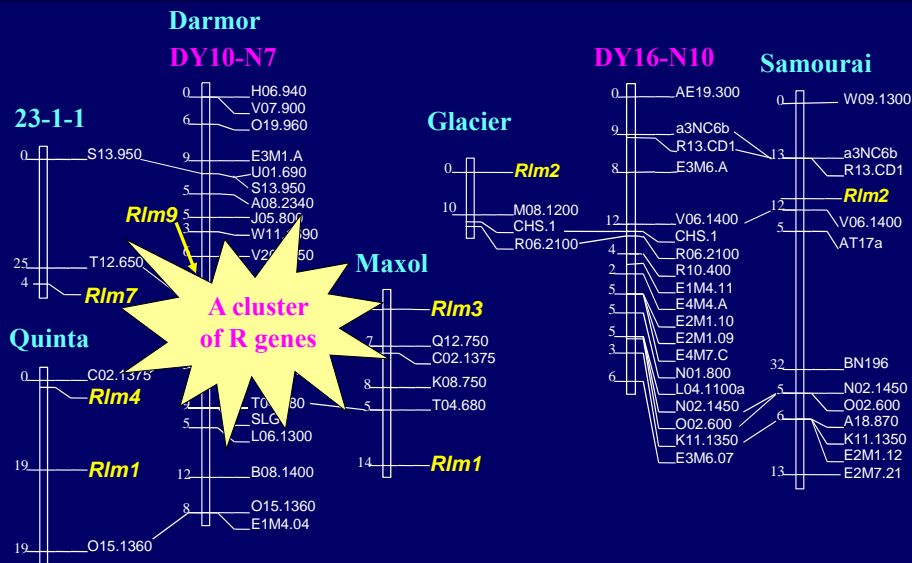 Darmor
DY10-N7
0
H06.940
V07.900
6
O19.960
9
E3M1.A
U01.690
S13.950
5
A08.2340
5
J05.800
3
Rlm9
A cluster
of R genes
SLG
5
L06.1300
12
B08.1400
8
O15.1360
E1M4.04
23-1-1
0
S13.950
25
T12.650
4
Rlm7
Quinta
0
C02.1375
Rlm4
19
Rlm1
19
O15.1360
Maxol
Rlm3
7
Q12.750
C02.1375
8
K08.750
5
T04.680
14
Rlm1
Glacier
0
Rlm2
10
M08.1200
CHS.1
R06.2100
DY16-N10
0
AE19.300
9
a3NC6b
R13.CD1
8
E3M6.A
12
V06.1400
CHS.1
4
R06.2100
R10.400
2
E1M4.11
E4M4.A
5
E2M1.10
5
E2M1.09
E4M7.C
5
N01.800
3
L04.1100a
N02.1450
6
O02.600
K11.1350
E3M6.07
Samourai
0
W09.1300
13
a3NC6b
R13.CD1
Rlm2
12
V06.1400
5
AT17a
32
BN196
5
N02.1450
O02.600
6
A18.870
K11.1350
E2M1.12
13
E2M7.21